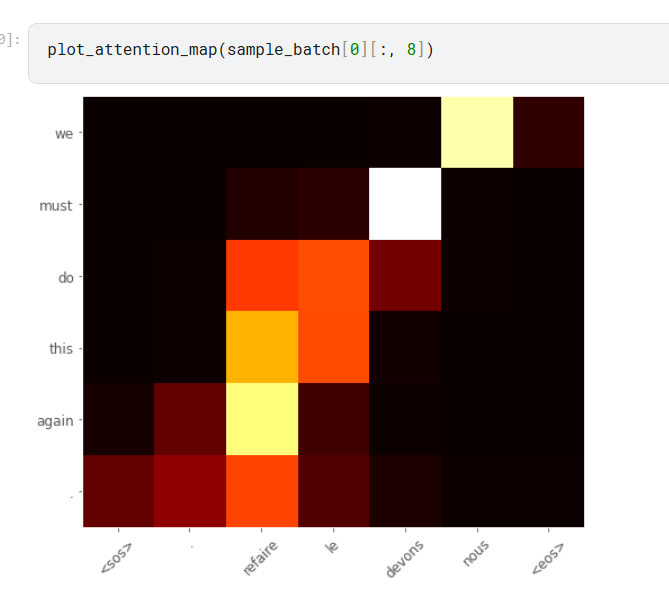 0]:
plot_attention_map(sample_batch[0][:, 8])
we
must
do
this
again
.
<sos>
.
refaire
le
devons
nous
<eos>